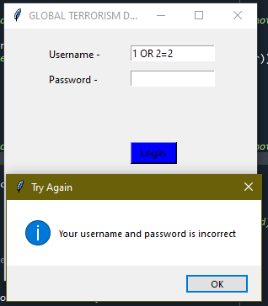 GLOBAL TERRORISM D...
Username -
1 OR 2=2
Password -
Login
Try Again
Your username and password is incorrect
OK